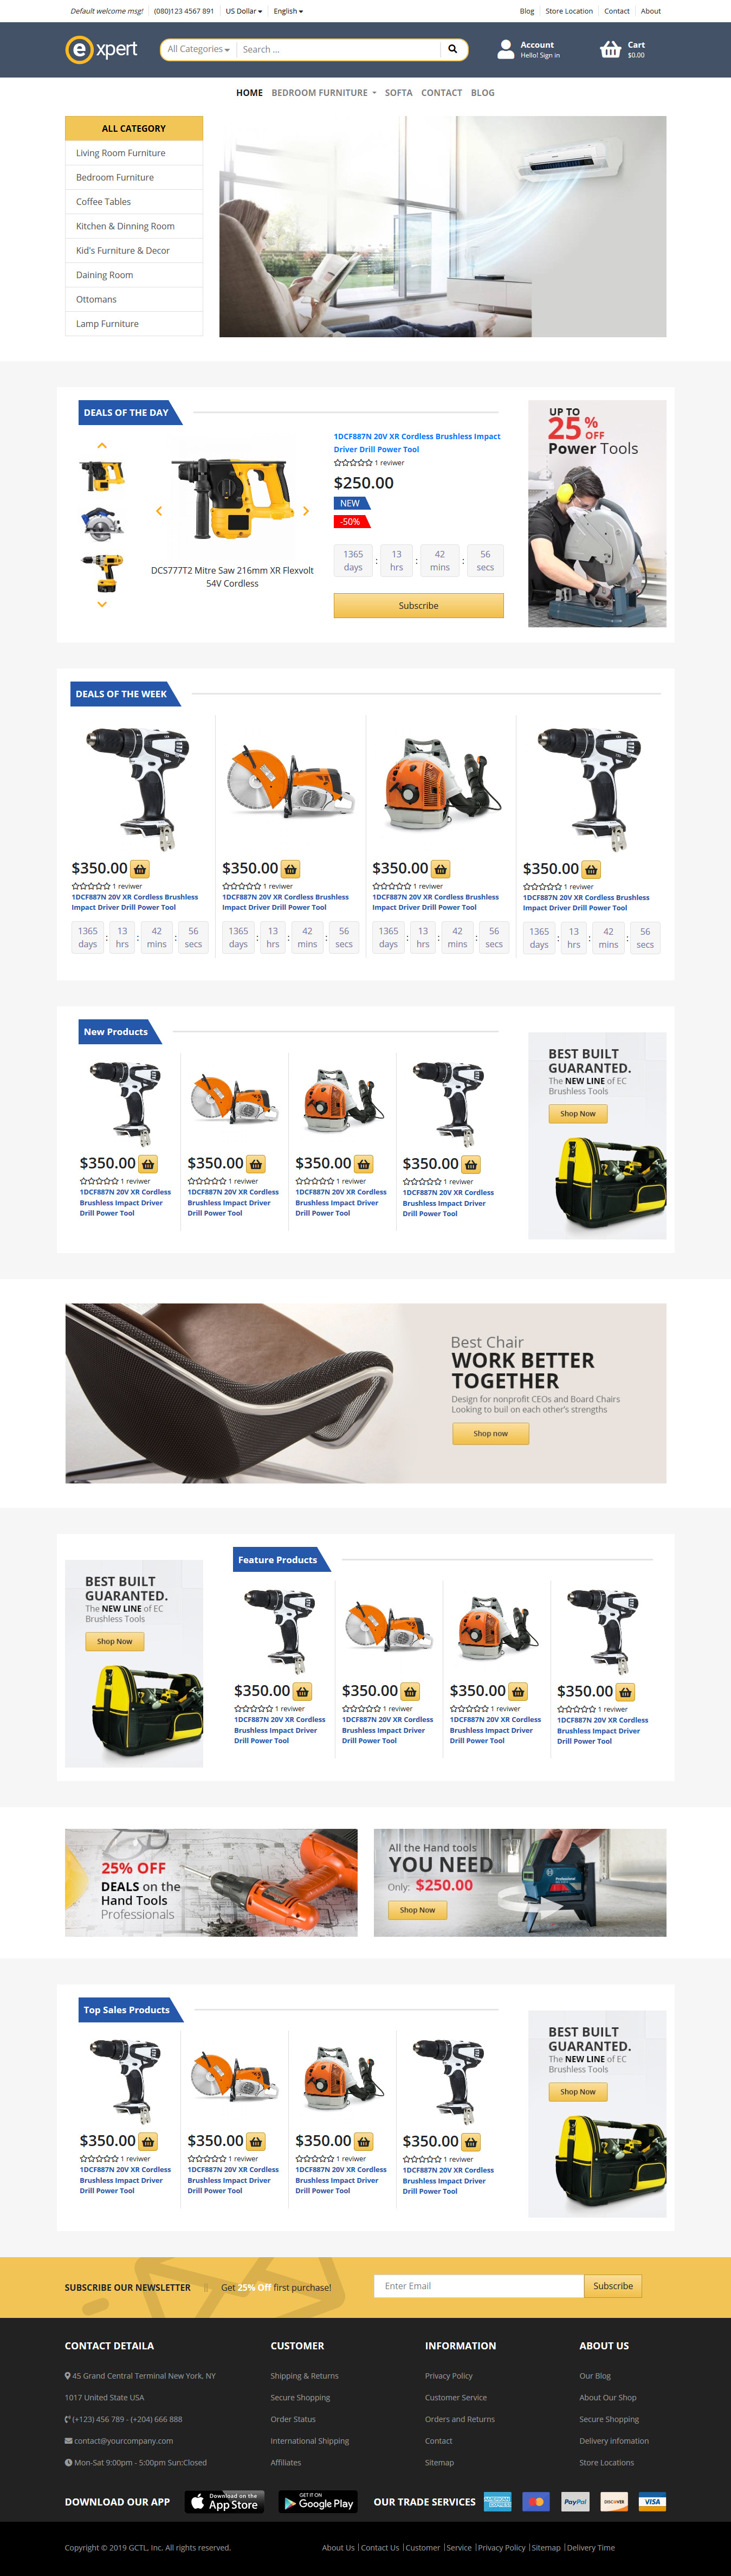 Default welcome msg! (080)123 4567 891 US Dollar English Blog Store Location Contact About
expert All Categories Search ... Account
Hello! Sign in
Cart
$0.00
HOME BEDROOM FURNITURE SOFTA CONTACT BLOG
ALL CATEGORY
Living Room Furniture
Bedroom Furniture
Coffee Tables
Kitchen & Dinning Room
Kid's Furniture & Decor
Daining Room
Ottomans
Lamp Furniture
DEALS OF THE DAY
DCS777T2 Mitre Saw 216mm XR Flexvolt
54V Cordless
1DCF887N 20V XR Cordless Brushless Impact
Driver Drill Power Tool
1 reviwer
$250.00
NEW
-50%
1365 : 13 : 42 : 56
days hrs mins secs
Subscribe
UP TO
25% OFF
Power Tools
DEALS OF THE WEEK
$350.00 $350.00 $350.00 $350.00
1 reviwer 1 reviwer 1 reviwer 1 reviwer
1DCF887N 20V XR Cordless Brushless 1DCF887N 20V XR Cordless Brushless 1DCF887N 20V XR Cordless Brushless 1DCF887N 20V XR Cordless Brushless
Impact Driver Drill Power Tool Impact Driver Drill Power Tool Impact Driver Drill Power Tool Impact Driver Drill Power Tool
1365 : 13 : 42 : 56 1365 : 13 : 42 : 56 1365 : 13 : 42 : 56 1365 : 13 : 42 : 56
days hrs mins secs days hrs mins secs days hrs mins secs days hrs mins secs
New Products
$350.00 $350.00 $350.00 $350.00
1 reviwer 1 reviwer 1 reviwer 1 reviwer
1DCF887N 20V XR Cordless 1DCF887N 20V XR Cordless 1DCF887N 20V XR Cordless 1DCF887N 20V XR Cordless
Brushless Impact Driver Brushless Impact Driver Brushless Impact Driver Brushless Impact Driver
Drill Power Tool Drill Power Tool Drill Power Tool Drill Power Tool
BEST BUILT
GUARANTED.
The NEW LINE of EC
Brushless Tools
Shop Now
Best Chair
WORK BETTER
TOGETHER
Design for nonprofit CEOs and Board Chairs
Looking to buil on each other's strengths
Shop now
BEST BUILT
GUARANTED.
The NEW LINE of EC
Brushless Tools
Shop Now
Feature Products
$350.00 $350.00 $350.00 $350.00
1 reviwer 1 reviwer 1 reviwer 1 reviwer
1DCF887N 20V XR Cordless 1DCF887N 20V XR Cordless 1DCF887N 20V XR Cordless 1DCF887N 20V XR Cordless
Brushless Impact Driver Brushless Impact Driver Brushless Impact Driver Brushless Impact Driver
Drill Power Tool Drill Power Tool Drill Power Tool Drill Power Tool
25% OFF
DEALS on the
Hand Tools
Professionals
All the Hand tools
YOU NEED
Only: $250.00
Shop Now
Top Sales Products
$350.00 $350.00 $350.00 $350.00
1 reviwer 1 reviwer 1 reviwer 1 reviwer
1DCF887N 20V XR Cordless 1DCF887N 20V XR Cordless 1DCF887N 20V XR Cordless 1DCF887N 20V XR Cordless
Brushless Impact Driver Brushless Impact Driver Brushless Impact Driver Brushless Impact Driver
Drill Power Tool Drill Power Tool Drill Power Tool Drill Power Tool
BEST BUILT
GUARANTED.
The NEW LINE of EC
Brushless Tools
Shop Now
SUBSCRIBE OUR NEWSLETTER Get 25% Off first purchase! Enter Email Subscribe
CONTACT DETAILA
45 Grand Central Terminal New York, NY
1017 United State USA
(+123) 456 789 - (+204) 666 888
contact@yourcompany.com
Mon-Sat 9:00pm - 5:00pm Sun:Closed
CUSTOMER
Shipping & Returns
Secure Shopping
Order Status
International Shipping
Affiliates
INFORMATION
Privacy Policy
Customer Service
Orders and Returns
Contact
Sitemap
ABOUT US
Our Blog
About Our Shop
Secure Shopping
Delivery infomation
Store Locations
DOWNLOAD OUR APP Download on the App Store GET IT ON Google Play OUR TRADE SERVICES AMERICAN EXPRESS PayPal DISCOVER VISA
Copyright © 2019 GCTL, Inc. All rights reserved. About Us | Contact Us | Customer | Service | Privacy Policy | Sitemap | Delivery Time